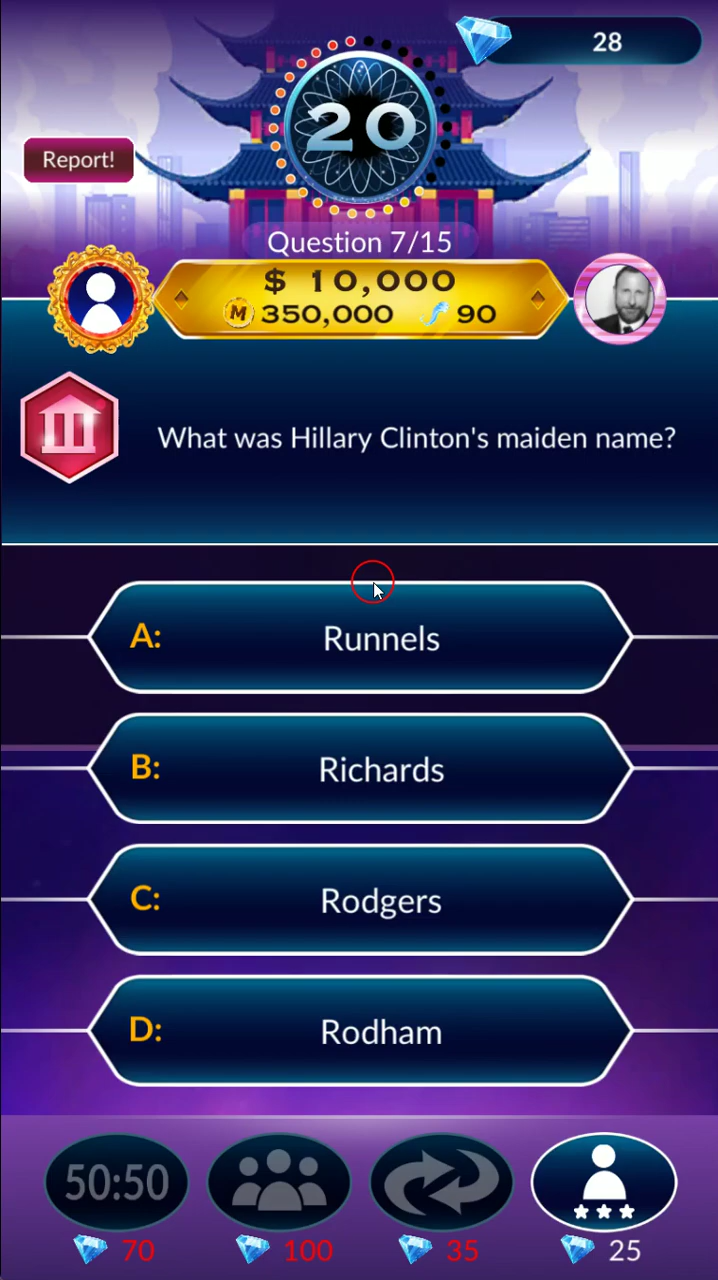 28
20
Report!
Question 7/15
$ 10,000
M 350,000 90
What was Hillary Clinton's maiden name?
A: Runnels
B: Richards
C: Rodgers
D: Rodham
50:50
70 100 35 25